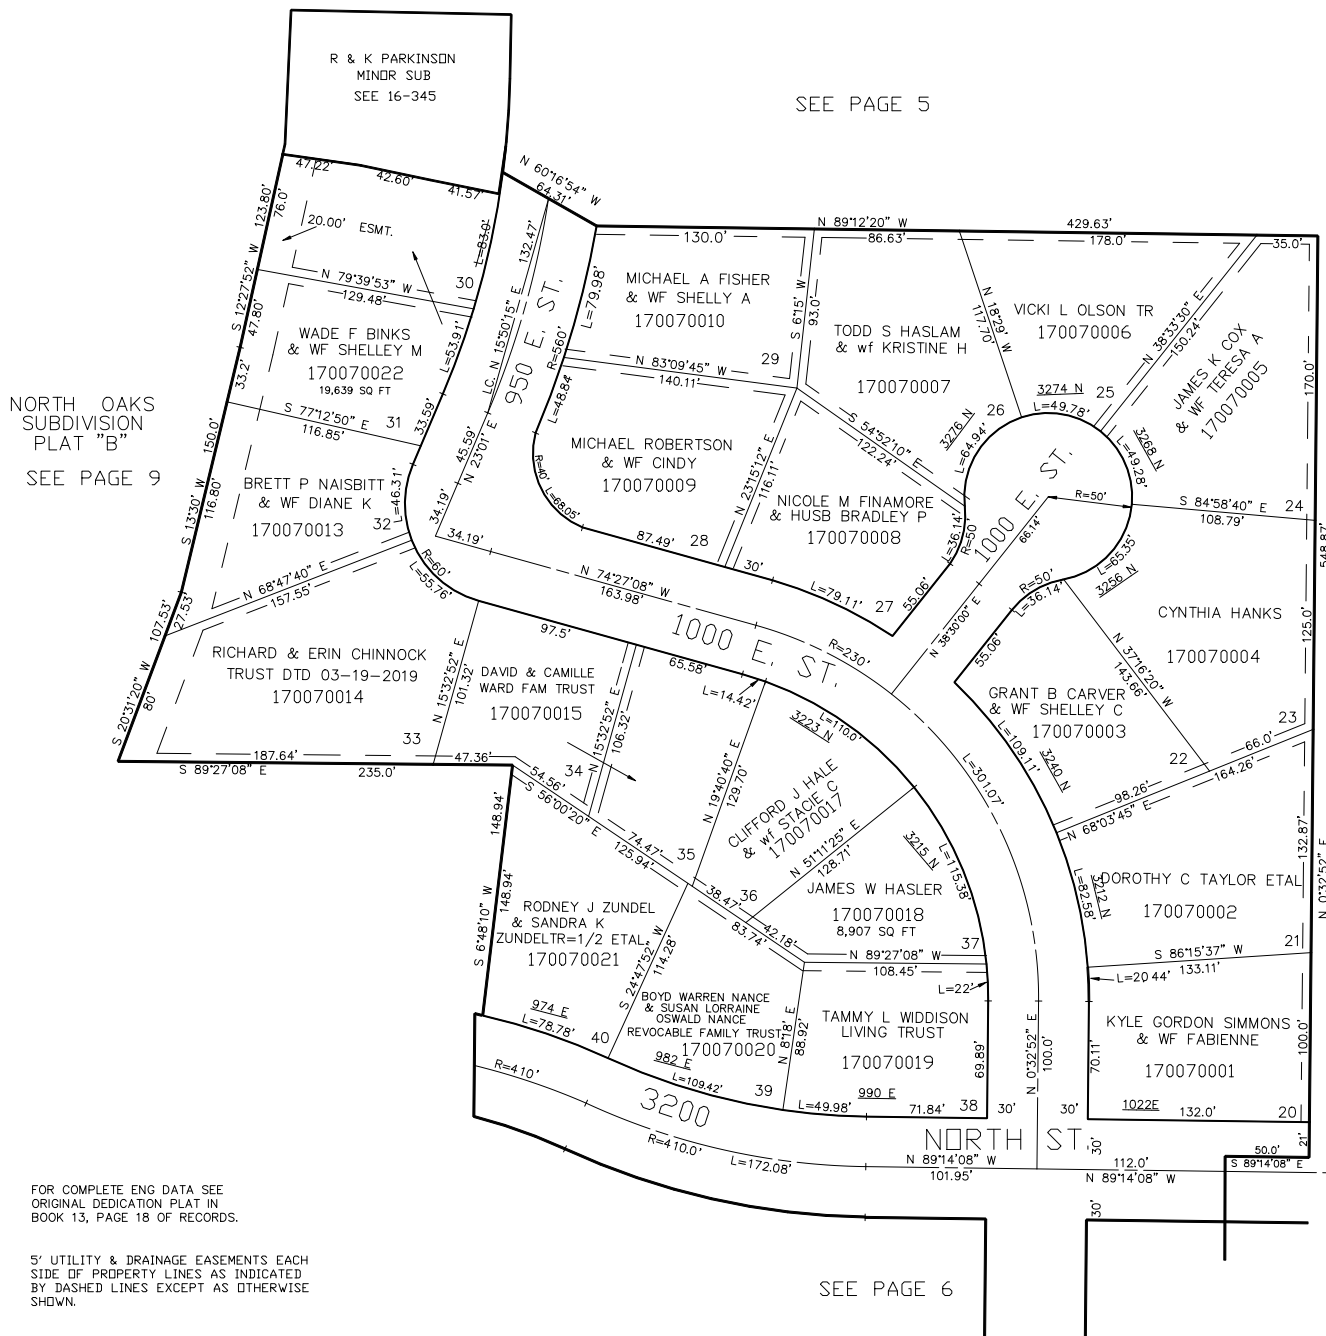 R & K PARKINSON
MINOR SUB
SEE 16-345
SEE PAGE 5
N 60°16'54" W
64.31'
47.22'
42.60'
41.57'
123.80'
76.0'
20.00' ESMT.
L=83.0'
132.47'
N 89°12'20" W
429.63'
130.0'
86.63'
178.0'
35.0'
S 12°27'52" W
47.80'
N 79°39'53" W
129.48'
30
WADE F BINKS
& WF SHELLEY M
170070022
19,639 SQ FT
L=53.91'
L.C. N 15°50'15" E
950 E. ST.
L=79.98'
R=560'
MICHAEL A FISHER
& WF SHELLY A
170070010
29
S 6°15' W
93.0'
TODD S HASLAM
& wf KRISTINE H
170070007
N 18°29' W
117.70'
VICKI L OLSON TR
170070006
N 38°33'30" E
150.24'
JAMES K COX
& WF TERESA A
170070005
170.0'
33.2'
NORTH OAKS
SUBDIVISION
PLAT "B"
SEE PAGE 9
150.0'
S 77°12'50" E
116.85'
31
33.59'
45.59'
N 23°01' E
L=48.84'
N 83°09'45" W
140.11'
S 54°52'10" E
122.24'
3276 N
L=64.94'
26
3274 N
L=49.78'
25
3268 N
L=49.28'
MICHAEL ROBERTSON
& WF CINDY
170070009
R=40'
L=68.05'
N 23°15'12" E
116.11'
S 13°30' W
116.80'
BRETT P NAISBITT
& WF DIANE K
170070013
32
L=46.31'
34.19'
34.19'
NICOLE M FINAMORE
& HUSB BRADLEY P
170070008
L=36.14'
R=50'
1000 E. ST.
66.14'
R=50'
S 84°58'40" E
108.79'
24
548.87'
87.49'
28
30'
L=79.11'
27
55.06'
L=65.35'
3256 N
R=50'
L=36.14'
CYNTHIA HANKS
170070004
125.0'
N 68°47'40" E
157.55'
107.53'
27.53'
R=60'
L=55.76'
N 74°27'08" W
163.98'
1000 E. ST.
97.5'
65.58'
R=230'
N 38°30'00" E
55.06'
N 37°16'20" W
143.66'
S 20°31'20" W
80'
RICHARD & ERIN CHINNOCK
TRUST DTD 03-19-2019
170070014
33
187.64'
S 89°27'08" E
235.0'
47.36'
N 15°32'52" E
101.32'
DAVID & CAMILLE
WARD FAM TRUST
170070015
34
N 15°32'52" E
106.32'
L=14.42'
L=110.0'
3223 N
GRANT B CARVER
& WF SHELLEY C
170070003
L=109.11'
3240 N
22
23
66.0'
164.26'
98.26'
N 68°03'45" E
54.56'
S 56°00'20" E
148.94'
148.94'
S 6°48'10" W
74.47'
125.94'
35
N 19°40'40" E
129.70'
CLIFFORD J HALE
& wf STACIE C
170070017
N 51°11'25" E
128.71'
3215 N
L=115.38'
L=301.07'
132.87'
N 0°32'52" E
38.47'
36
83.74'
42.18'
JAMES W HASLER
170070018
8,907 SQ FT
37
N 89°27'08" W
108.45'
L=22'
3212 N
L=82.58'
DOROTHY C TAYLOR ETAL
170070002
21
S 86°15'37" W
133.11'
L=20.44'
RODNEY J ZUNDEL
& SANDRA K
ZUNDELTR=1/2 ETAL
170070021
974 E
L=78.78'
40
S 24°47'52" W
114.28'
BOYD WARREN NANCE
& SUSAN LORRAINE
OSWALD NANCE
REVOCABLE FAMILY TRUST
170070020
982 E
L=109.42'
39
N 8°18' E
88.92'
TAMMY L WIDDISON
LIVING TRUST
170070019
990 E
L=49.98'
71.84'
38
69.89'
N 0°32'52" E
100.0'
70.11'
KYLE GORDON SIMMONS
& WF FABIENNE
170070001
100.0'
1022E
132.0'
20
R=410'
3200
NORTH ST.
30'
30'
30'
21'
R=410.0'
L=172.08'
N 89°14'08" W
101.95'
112.0'
N 89°14'08" W
50.0'
S 89°14'08" E
30'
FOR COMPLETE ENG DATA SEE
ORIGINAL DEDICATION PLAT IN
BOOK 13, PAGE 18 OF RECORDS.
5' UTILITY & DRAINAGE EASEMENTS EACH
SIDE OF PROPERTY LINES AS INDICATED
BY DASHED LINES EXCEPT AS OTHERWISE
SHOWN.
SEE PAGE 6